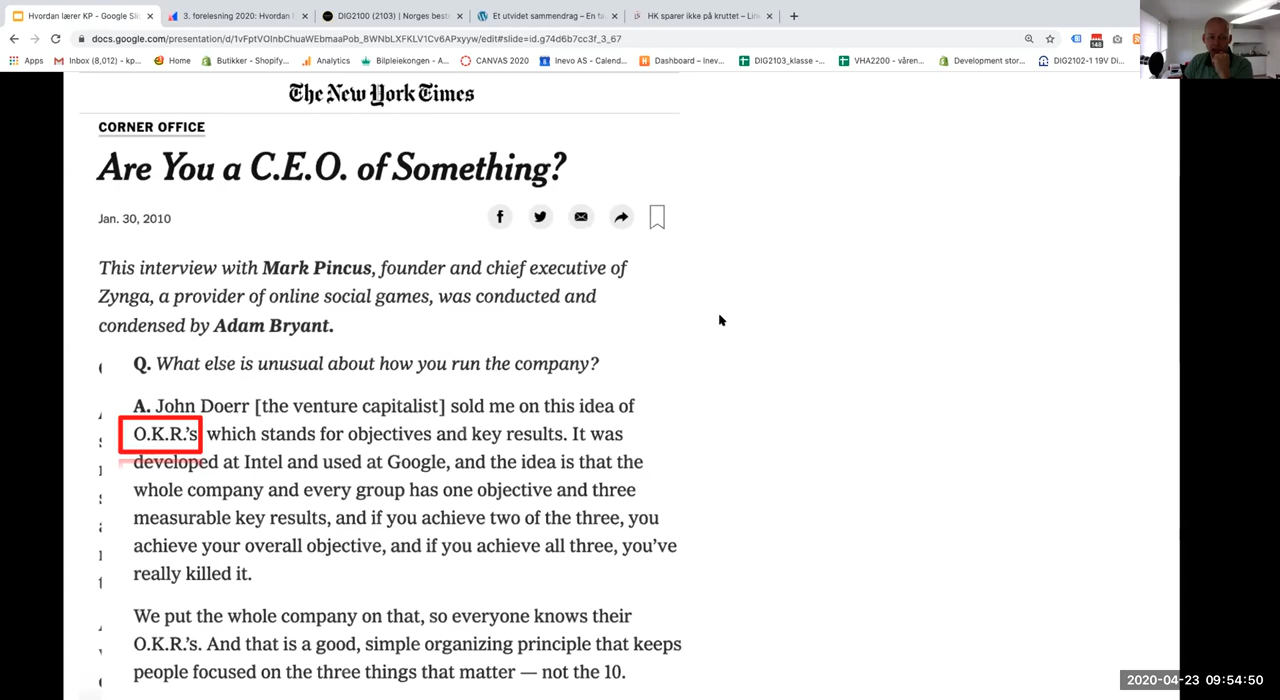 Hvordan lærer KP - Google Sli
3. forelesning 2020: Hvordan
DIG2100 (2103) | Norges best
Et utvidet sammendrag – En fa
HK sparer ikke på kruttet – Lin
docs.google.com/presentation/d/1vFptVOInbChuaWEbmaaPob_8WNbLXFKLV1Cv6APxyyw/edit#slide=id.g74d6b7cc3f_3_67
148
Apps
Inbox (8,012) - kp...
Home
Butikker - Shopify...
Analytics
Bilpleiekongen - A...
CANVAS 2020
Inevo AS - Calend...
Dashboard – Inev...
DIG2103_klasse -...
VHA2200 - våren...
Development stor...
DIG2102-1 19V Di...
The New York Times
CORNER OFFICE
Are You a C.E.O. of Something?
Jan. 30, 2010
This interview with Mark Pincus, founder and chief executive of
Zynga, a provider of online social games, was conducted and
condensed by Adam Bryant.
Q. What else is unusual about how you run the company?
A. John Doerr [the venture capitalist] sold me on this idea of
O.K.R.'s which stands for objectives and key results. It was
developed at Intel and used at Google, and the idea is that the
whole company and every group has one objective and three
measurable key results, and if you achieve two of the three, you
achieve your overall objective, and if you achieve all three, you've
really killed it.
We put the whole company on that, so everyone knows their
O.K.R.'s. And that is a good, simple organizing principle that keeps
people focused on the three things that matter — not the 10.
2020-04-23 09:54:50